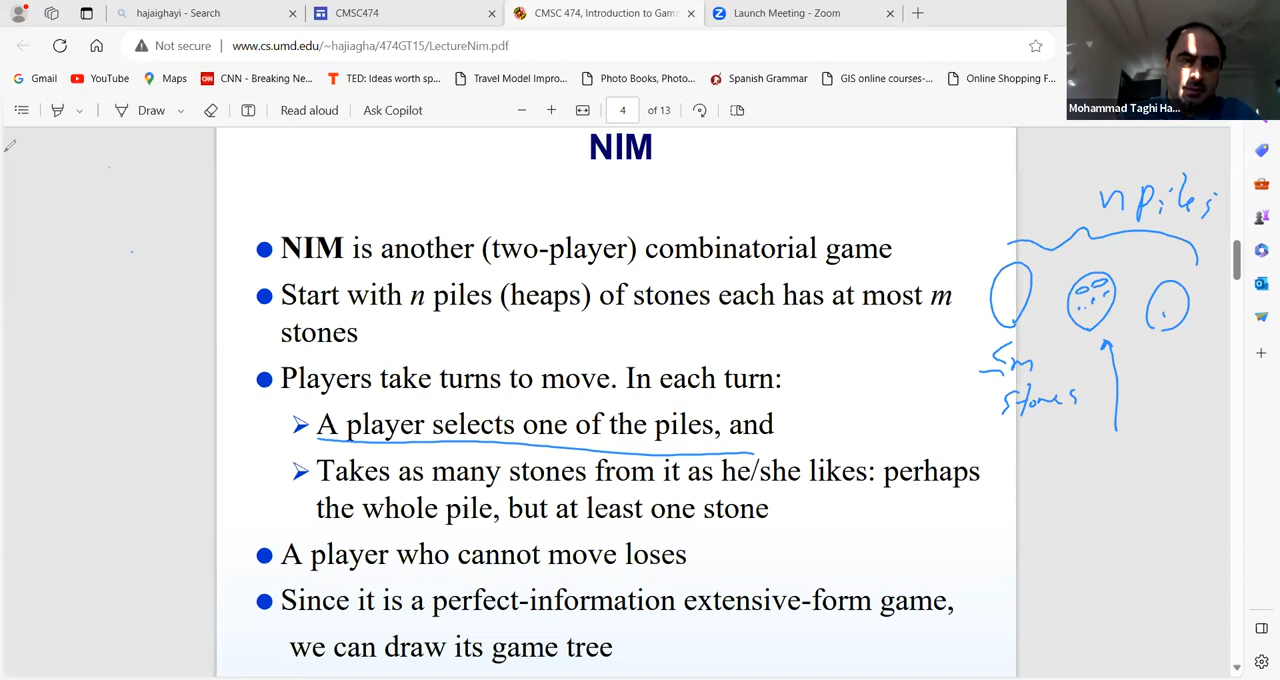 hajaighayi - Search
CMSC474
CMSC 474, Introduction to Game
Launch Meeting - Zoom
Not secure
www.cs.umd.edu/~hajiagha/474GT15/LectureNim.pdf
Gmail
YouTube
Maps
CNN - Breaking Ne...
TED: Ideas worth sp...
Travel Model Impro...
Photo Books, Photo...
Spanish Grammar
GIS online courses-...
Online Shopping F...
Mohammad Taghi Ha...
Draw
Read aloud
Ask Copilot
4
of 13
NIM
n piles
NIM is another (two-player) combinatorial game
Start with n piles (heaps) of stones each has at most m
stones
≤m
stones
Players take turns to move. In each turn:
A player selects one of the piles, and
Takes as many stones from it as he/she likes: perhaps
the whole pile, but at least one stone
A player who cannot move loses
Since it is a perfect-information extensive-form game,
we can draw its game tree